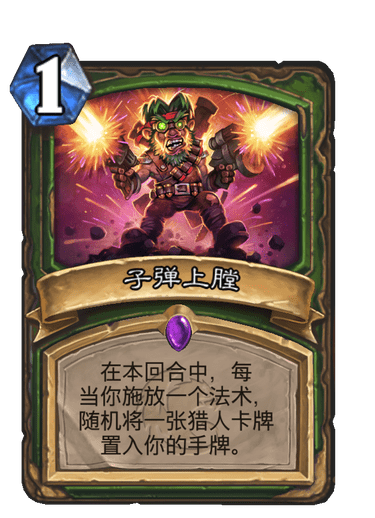 1
子弹上膛
在本回合中，每
当你施放一个法术，
随机将一张猎人卡牌
置入你的手牌。